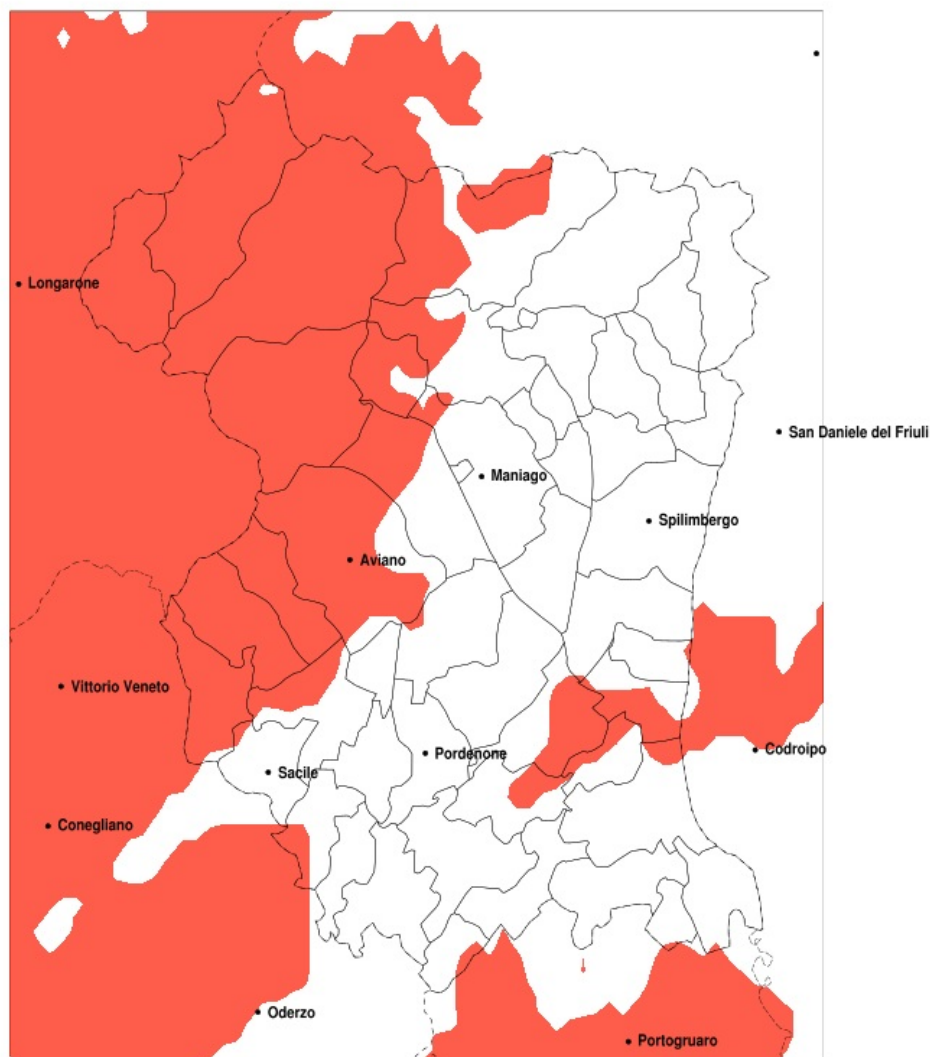 Longarone
San Daniele del Friuli
Maniago
Spilimbergo
Aviano
Vittorio Veneto
Pordenone
Codroipo
Sacile
Conegliano
Oderzo
Portogruaro